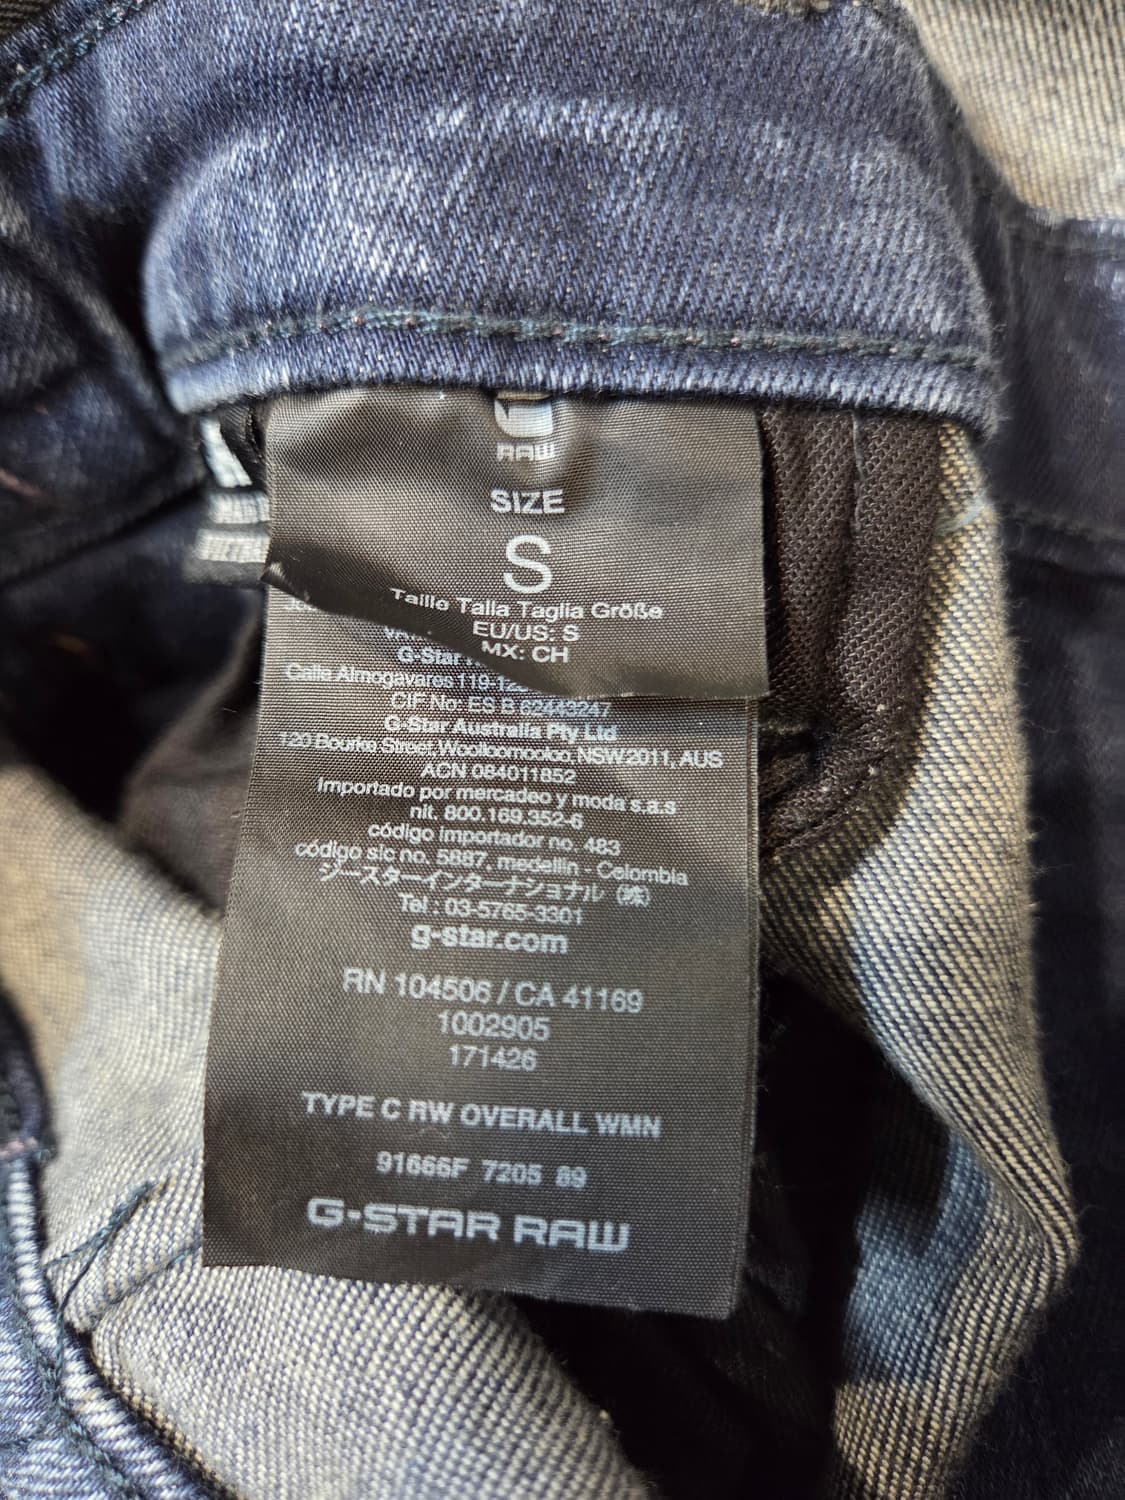 RAW
SIZE
S
Taille Talla Taglia Größe
EU/US: S
MX: CH
G-Star
Calle Almogavares 119-12
CIF No: ES B 62443247
G-Star Australia Pty Ltd
120 Bourke Street, Woolloomooloo, NSW2011, AUS
ACN 084011852
Importado por mercadeo y moda s.a.s
nit. 800.169.352-6
código importador no. 483
código sic no. 5887, medellin - Colombia
ジースターインターナショナル（株）
Tel : 03-5765-3301
g-star.com
RN 104506 / CA 41169
1002905
171426
TYPE C RW OVERALL WMN
91666F 7205 89
G-STAR RAW